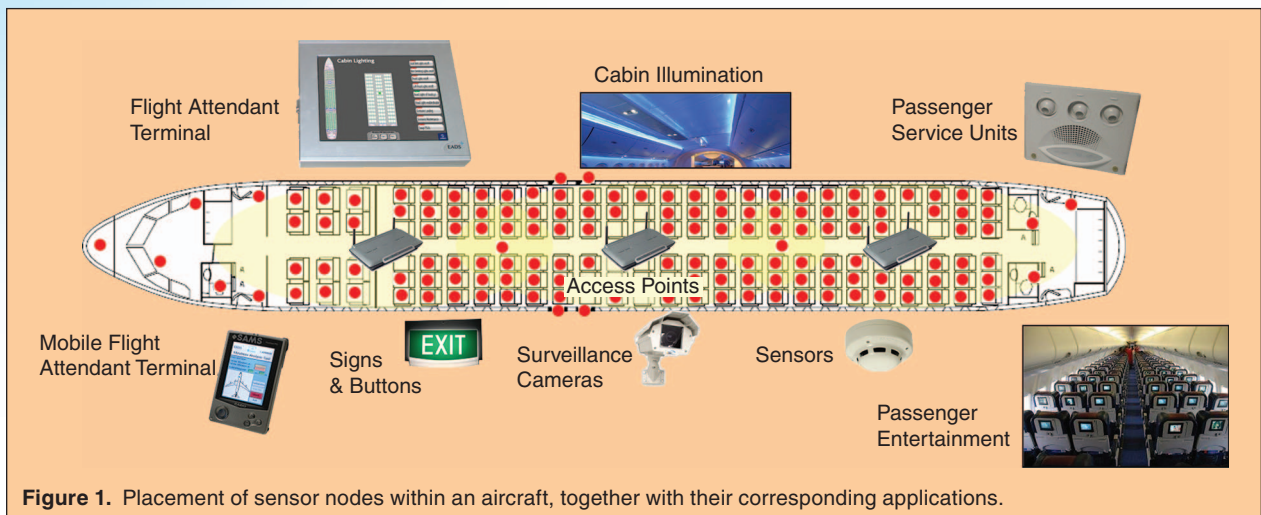 Cabin Lighting
EADS
Flight Attendant
Terminal
Cabin Illumination
Passenger
Service Units
Access Points
Mobile Flight
Attendant Terminal
SAMS
Signs
& Buttons
EXIT
Surveillance
Cameras
Sensors
Passenger
Entertainment
Figure 1. Placement of sensor nodes within an aircraft, together with their corresponding applications.